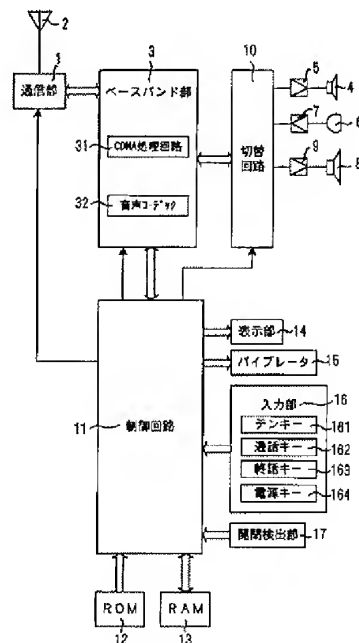 2
1
通信部
3
ベースバンド部
31
CDMA処理回路
32
音声コーデック
10
切替
回路
5
4
7
6
9
8
11
制御回路
表示部
14
バイブレータ
15
16
入力部
テンキー
161
通話キー
162
終話キー
163
電源キー
164
開閉検出部
17
ROM
12
RAM
13